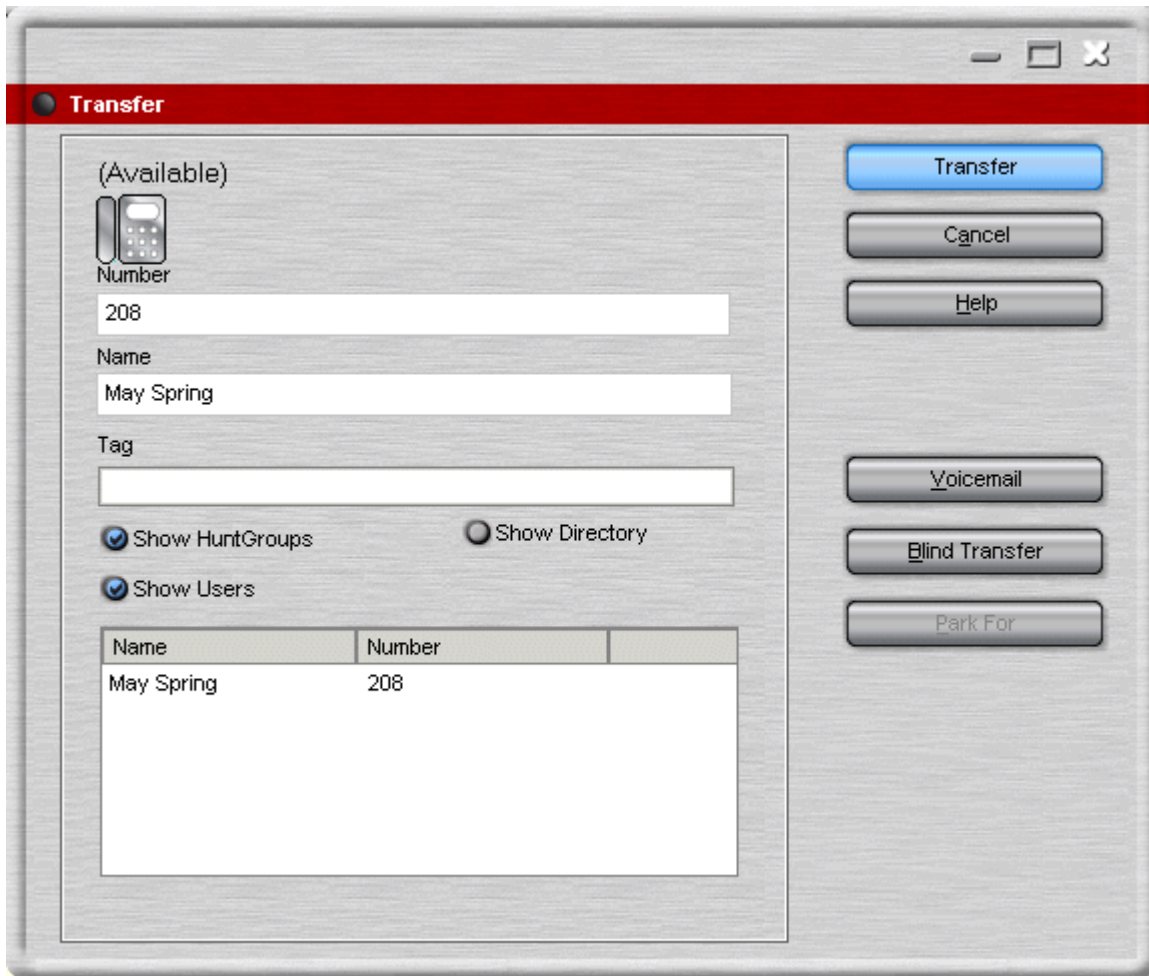 Transfer
(Available)
Number
208
Name
May Spring
Tag
Show HuntGroups
Show Directory
Show Users
Name Number
May Spring 208
Transfer
Cancel
Help
Voicemail
Blind Transfer
Park For